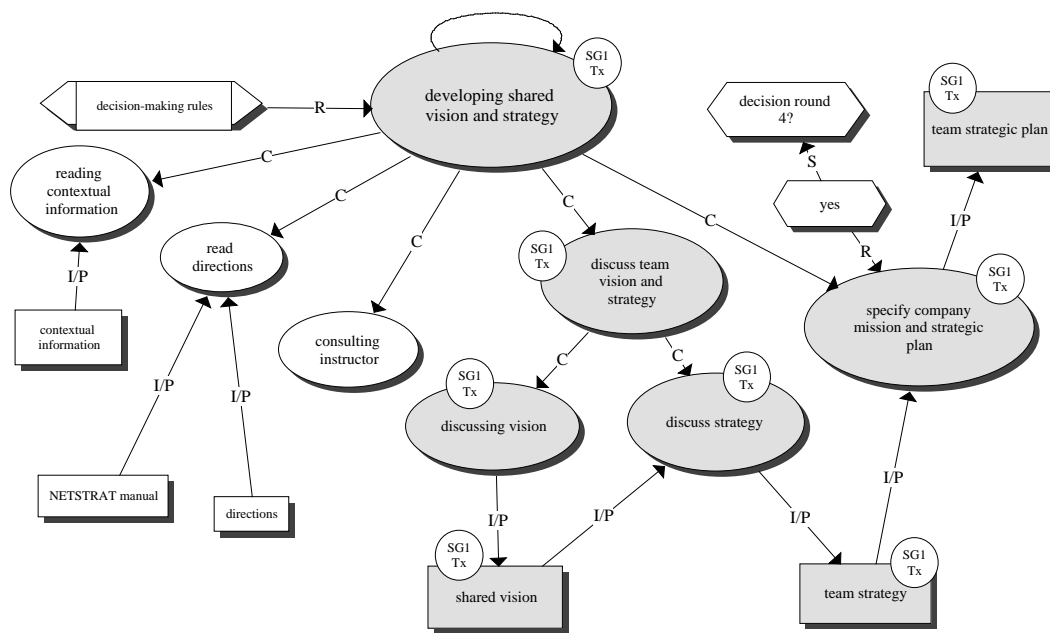 SG1
Tx
developing shared
vision and strategy
decision-making rules
R
SG1
Tx
team strategic plan
decision round
4?
S
yes
R
I/P
C
reading
contextual
information
I/P
contextual
information
C
read
directions
C
consulting
instructor
C
SG1
Tx
discuss team
vision and
strategy
C
SG1
Tx
specify company
mission and strategic
plan
I/P
I/P
C
C
SG1
Tx
discussing vision
SG1
Tx
discuss strategy
NETSTRAT manual
directions
I/P
I/P
I/P
I/P
SG1
Tx
shared vision
SG1
Tx
team strategy